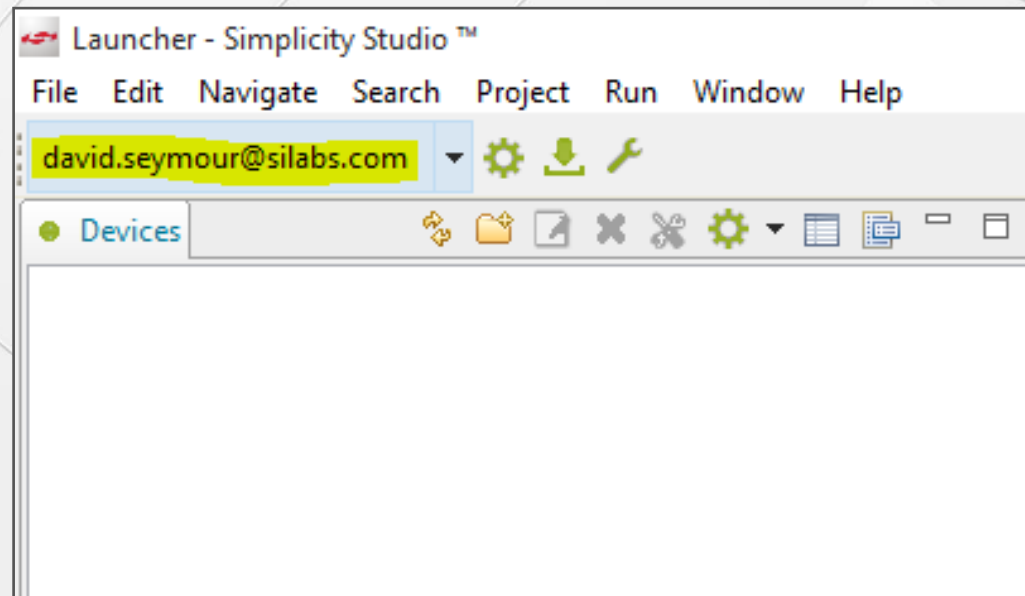 Launcher - Simplicity Studio ™
File Edit Navigate Search Project Run Window Help
david.seymour@silabs.com
Devices